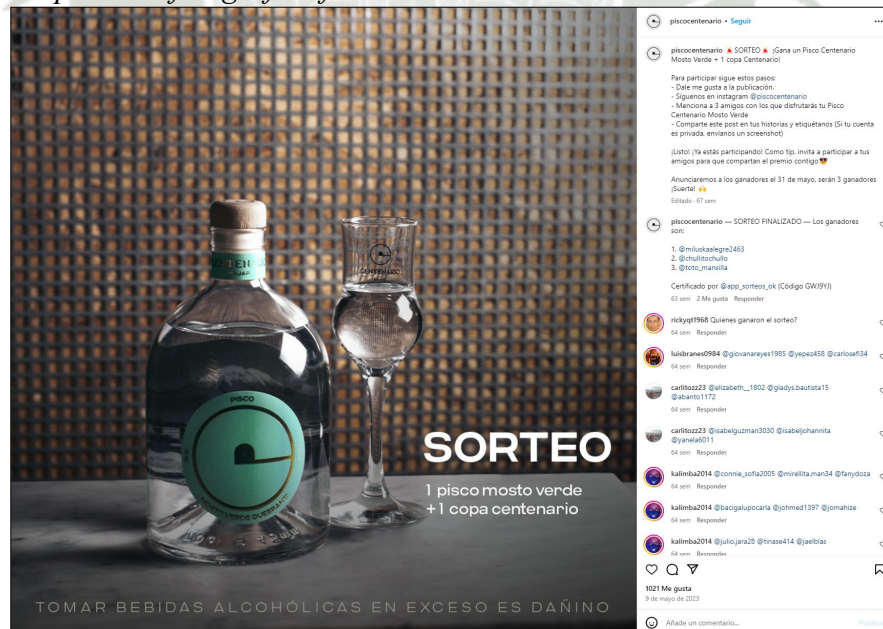 piscocentenario • Seguir
piscocentenario 🚨 SORTEO 🚨 ¡Gana un Pisco Centenario
Mosto Verde + 1 copa Centenario!
Para participar sigue estos pasos:
- Dale me gusta a la publicación.
- Síguenos en instagram @piscocentenario
- Menciona a 3 amigos con los que disfrutarás tu Pisco
Centenario Mosto Verde
- Comparte este post en tus historias y etiquétanos (Si tu cuenta
es privada. envíanos un screenshot)
¡Listo! ¡Ya estás participando! Como tip, invita a participar a tus
amigos para que compartan el premio contigo
Anunciaremos a los ganadores el 31 de mayo, serán 3 ganadores
¡Suerte! 🙌
Editado · 67 sem
piscocentenario — SORTEO FINALIZADO — Los ganadores
son:
1. @miluskaalegre2463
2. @chullitochullo
3. @toto_mansilla
Certificado por @app_sorteos_ok (Código GWJ9YJ)
63 sem 2 Me gusta Responder
rickyqt1968 Quienes ganaron el sorteo?
64 sem Responder
luisbranes0984 @giovanareyes1985 @yepez458 @carlosefi34
64 sem Responder
carlitozz23 @elizabeth__1802 @gladys.bautista15
@abanto1172
64 sem Responder
carlitozz23 @isabelguzman3030 @isabeljohannita
@yanela6011
64 sem Responder
kalimba2014 @connie_sofia2005 @mirellita.man34 @fanydoza
64 sem Responder
kalimba2014 @bacigalupocarla @johmed1397 @jomahize
64 sem Responder
kalimba2014 @julio.jara28 @tinase414 @jaelblas
64 sem Responder
1021 Me gusta
9 de mayo de 2023
Añade un comentario...
Publicar
CENTENARIO
PISCO
MOSTO VERDE QUEBRANTA
SORTEO
1 pisco mosto verde
+1 copa centenario
TOMAR BEBIDAS ALCOHÓLICAS EN EXCESO ES DAÑINO